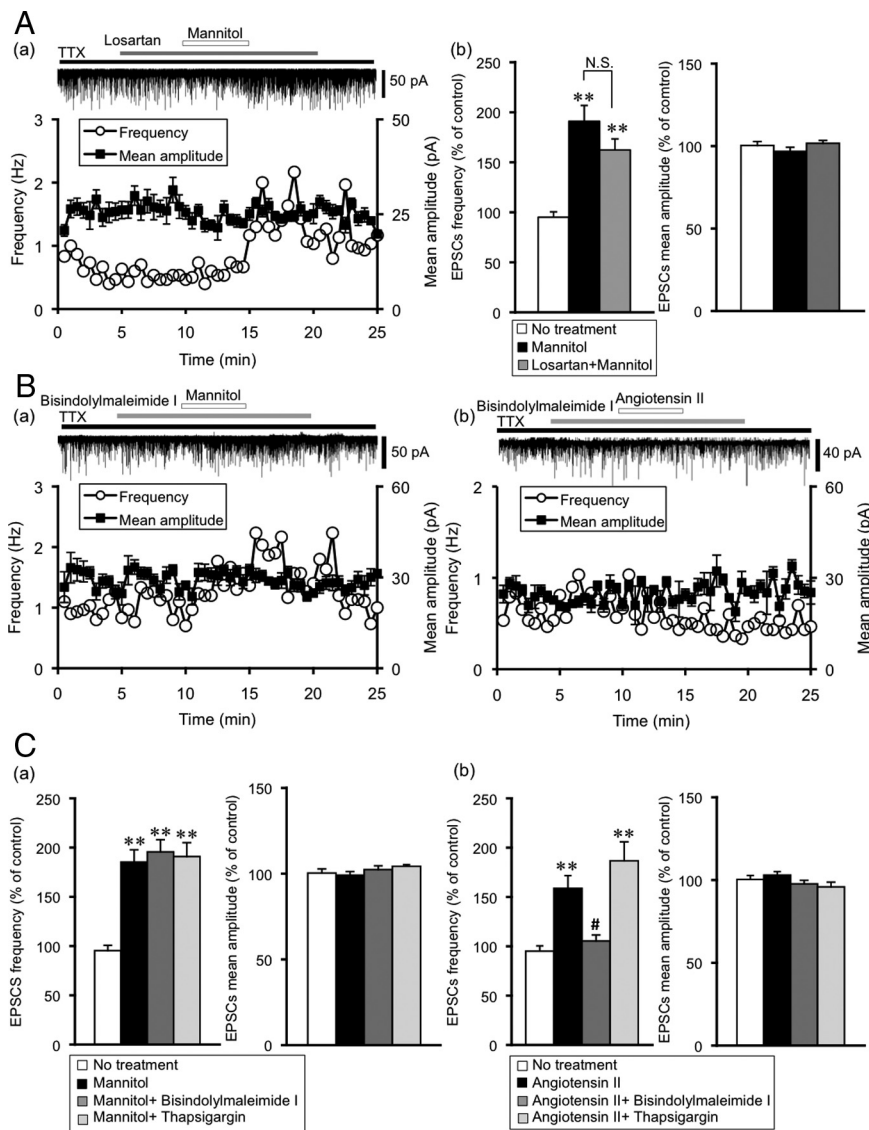 A
(a)
Losartan
Mannitol
TTX
50 pA
Frequency
Mean amplitude
Frequency (Hz)
3
2
1
0
50
25
0
Mean amplitude (pA)
0 5 10 15 20 25
Time (min)
(b)
N.S.
**
**
EPSCs frequency (% of control)
250
200
150
100
50
0
No treatment
Mannitol
Losartan+Mannitol
EPSCs mean amplitude (% of control)
150
100
50
0
B
(a)
Bisindolylmaleimide I
Mannitol
TTX
50 pA
Frequency
Mean amplitude
Frequency (Hz)
3
2
1
0
60
30
0
Mean amplitude (pA)
0 5 10 15 20 25
Time (min)
(b)
Bisindolylmaleimide I
Angiotensin II
TTX
40 pA
Frequency
Mean amplitude
Frequency (Hz)
2
1
0
60
30
0
Mean amplitude (pA)
0 5 10 15 20 25
Time (min)
C
(a)
EPSCS frequency (% of control)
250
200
150
100
50
0
** ** **
No treatment
Mannitol
Mannitol+ Bisindolylmaleimide I
Mannitol+ Thapsigargin
EPSCs mean amplitude (% of control)
150
100
50
0
(b)
EPSCs frequency (% of control)
250
200
150
100
50
0
**
#
**
No treatment
Angiotensin II
Angiotensin II+ Bisindolylmaleimide I
Angiotensin II+ Thapsigargin
EPSCs mean amplitude (% of control)
150
100
50
0